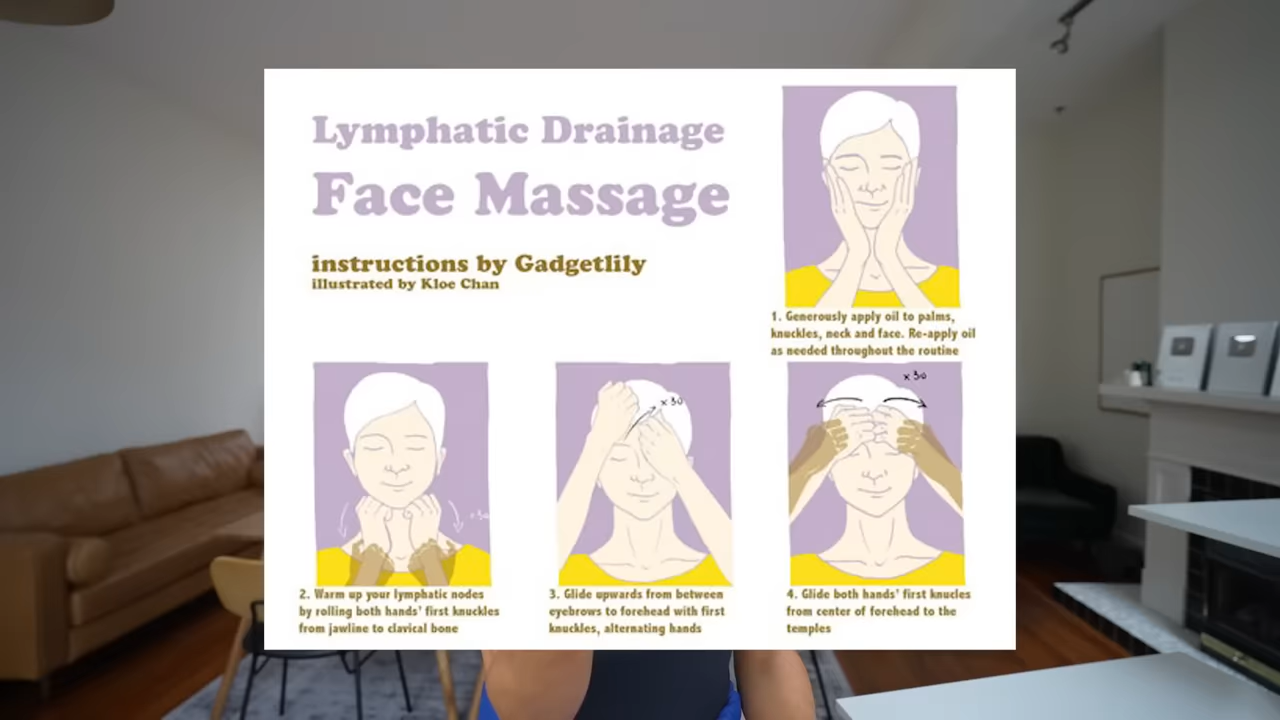 Lymphatic Drainage
Face Massage
instructions by Gadgetlily
illustrated by Kloe Chan
1. Generously apply oil to palms,
knuckles, neck and face. Re-apply oil
as needed throughout the routine
x30
2. Warm up your lymphatic nodes
by rolling both hands' first knuckles
from jawline to clavical bone
x30
3. Glide upwards from between
eyebrows to forehead with first
knuckles, alternating hands
x30
4. Glide both hands' first knucles
from center of forehead to the
temples